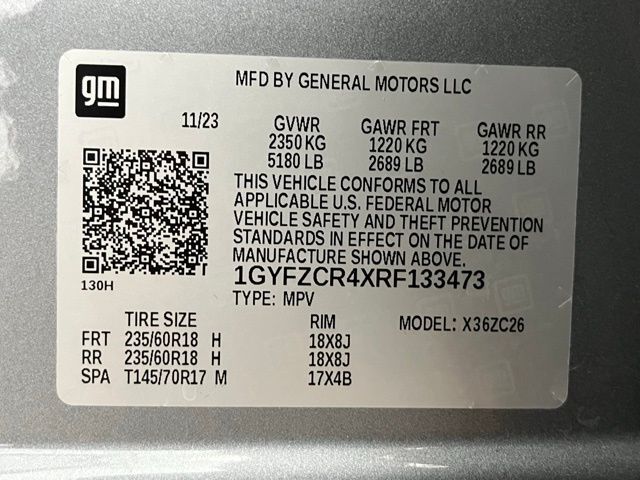 gm
MFD BY GENERAL MOTORS LLC
11/23 GVWR GAWR FRT GAWR RR
2350 KG 1220 KG 1220 KG
5180 LB 2689 LB 2689 LB
THIS VEHICLE CONFORMS TO ALL
APPLICABLE U.S. FEDERAL MOTOR
VEHICLE SAFETY AND THEFT PREVENTION
STANDARDS IN EFFECT ON THE DATE OF
MANUFACTURE SHOWN ABOVE.
130H
1GYFZCR4XRF133473
TYPE: MPV
TIRE SIZE RIM MODEL: X36ZC26
FRT 235/60R18 H 18X8J
RR 235/60R18 H 18X8J
SPA T145/70R17 M 17X4B